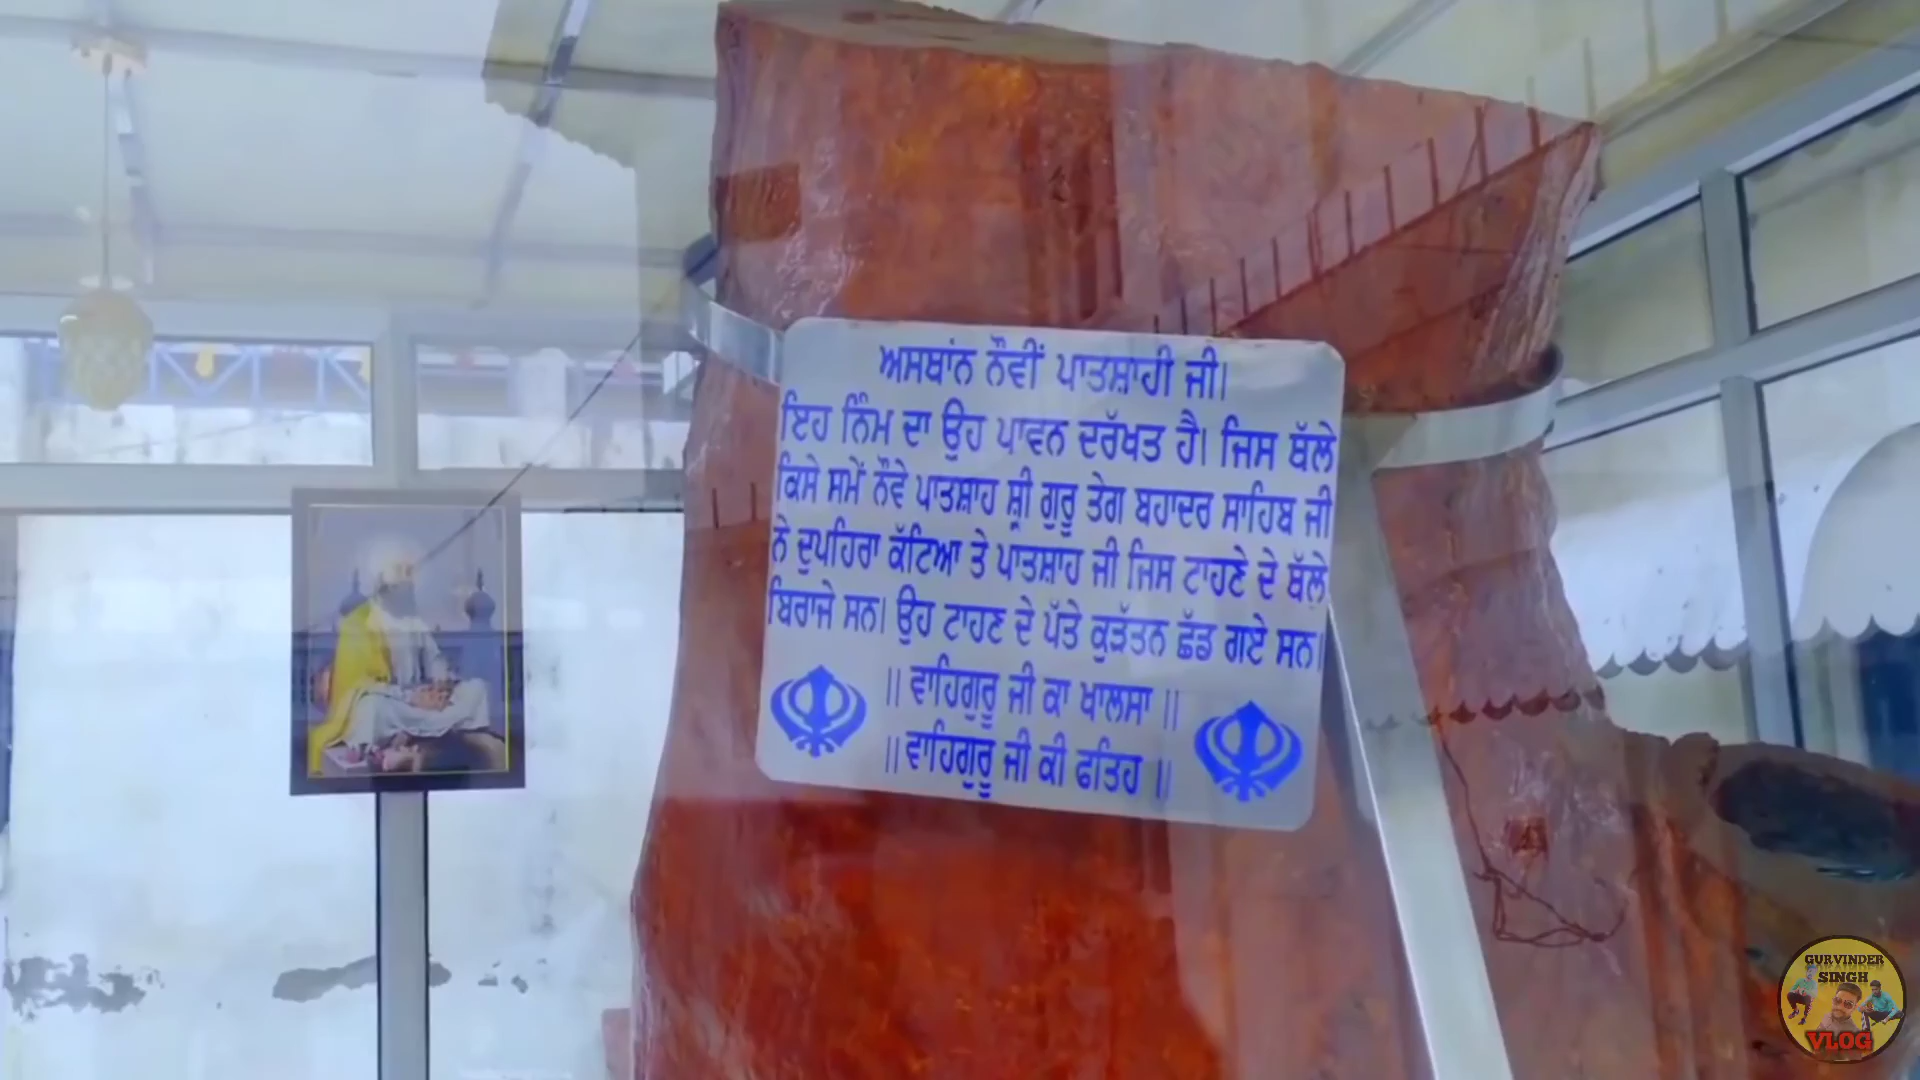 ਅਸਥਾਂਨ ਨੌਵੀਂ ਪਾਤਸ਼ਾਹੀ ਜੀ।
ਇਹ ਨਿੰਮ ਦਾ ਉਹ ਪਾਵਨ ਦਰੱਖਤ ਹੈ। ਜਿਸ ਥੱਲੇ
ਕਿਸੇ ਸਮੇਂ ਨੌਵੇ ਪਾਤਸ਼ਾਹ ਸ਼੍ਰੀ ਗੁਰੂ ਤੇਗ ਬਹਾਦਰ ਸਾਹਿਬ ਜੀ
ਨੇ ਦੁਪਹਿਰਾ ਕੱਟਿਆ ਤੇ ਪਾਤਸ਼ਾਹ ਜੀ ਜਿਸ ਟਾਹਣੇ ਦੇ ਥੱਲੇ
ਬਿਰਾਜੇ ਸਨ। ਉਹ ਟਾਹਣ ਦੇ ਪੱਤੇ ਕੁੜੱਤਨ ਛੱਡ ਗਏ ਸਨ।
॥ ਵਾਹਿਗੁਰੂ ਜੀ ਕਾ ਖਾਲਸਾ ॥
॥ ਵਾਹਿਗੁਰੂ ਜੀ ਕੀ ਫਤਿਹ ॥
GURVINDER
SINGH
VLOG